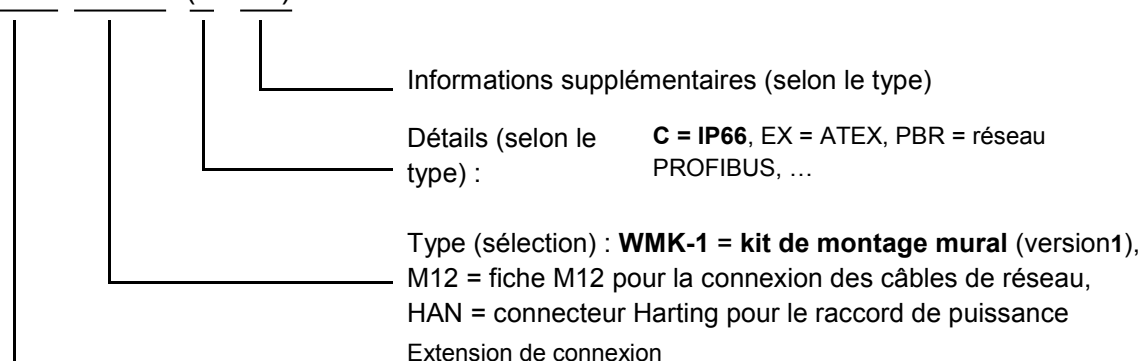 Informations supplémentaires (selon le type)
Détails (selon le type) :
C = IP66, EX = ATEX, PBR = réseau PROFIBUS, …
Type (sélection) : WMK-1 = kit de montage mural (version1),
M12 = fiche M12 pour la connexion des câbles de réseau,
HAN = connecteur Harting pour le raccord de puissance
Extension de connexion